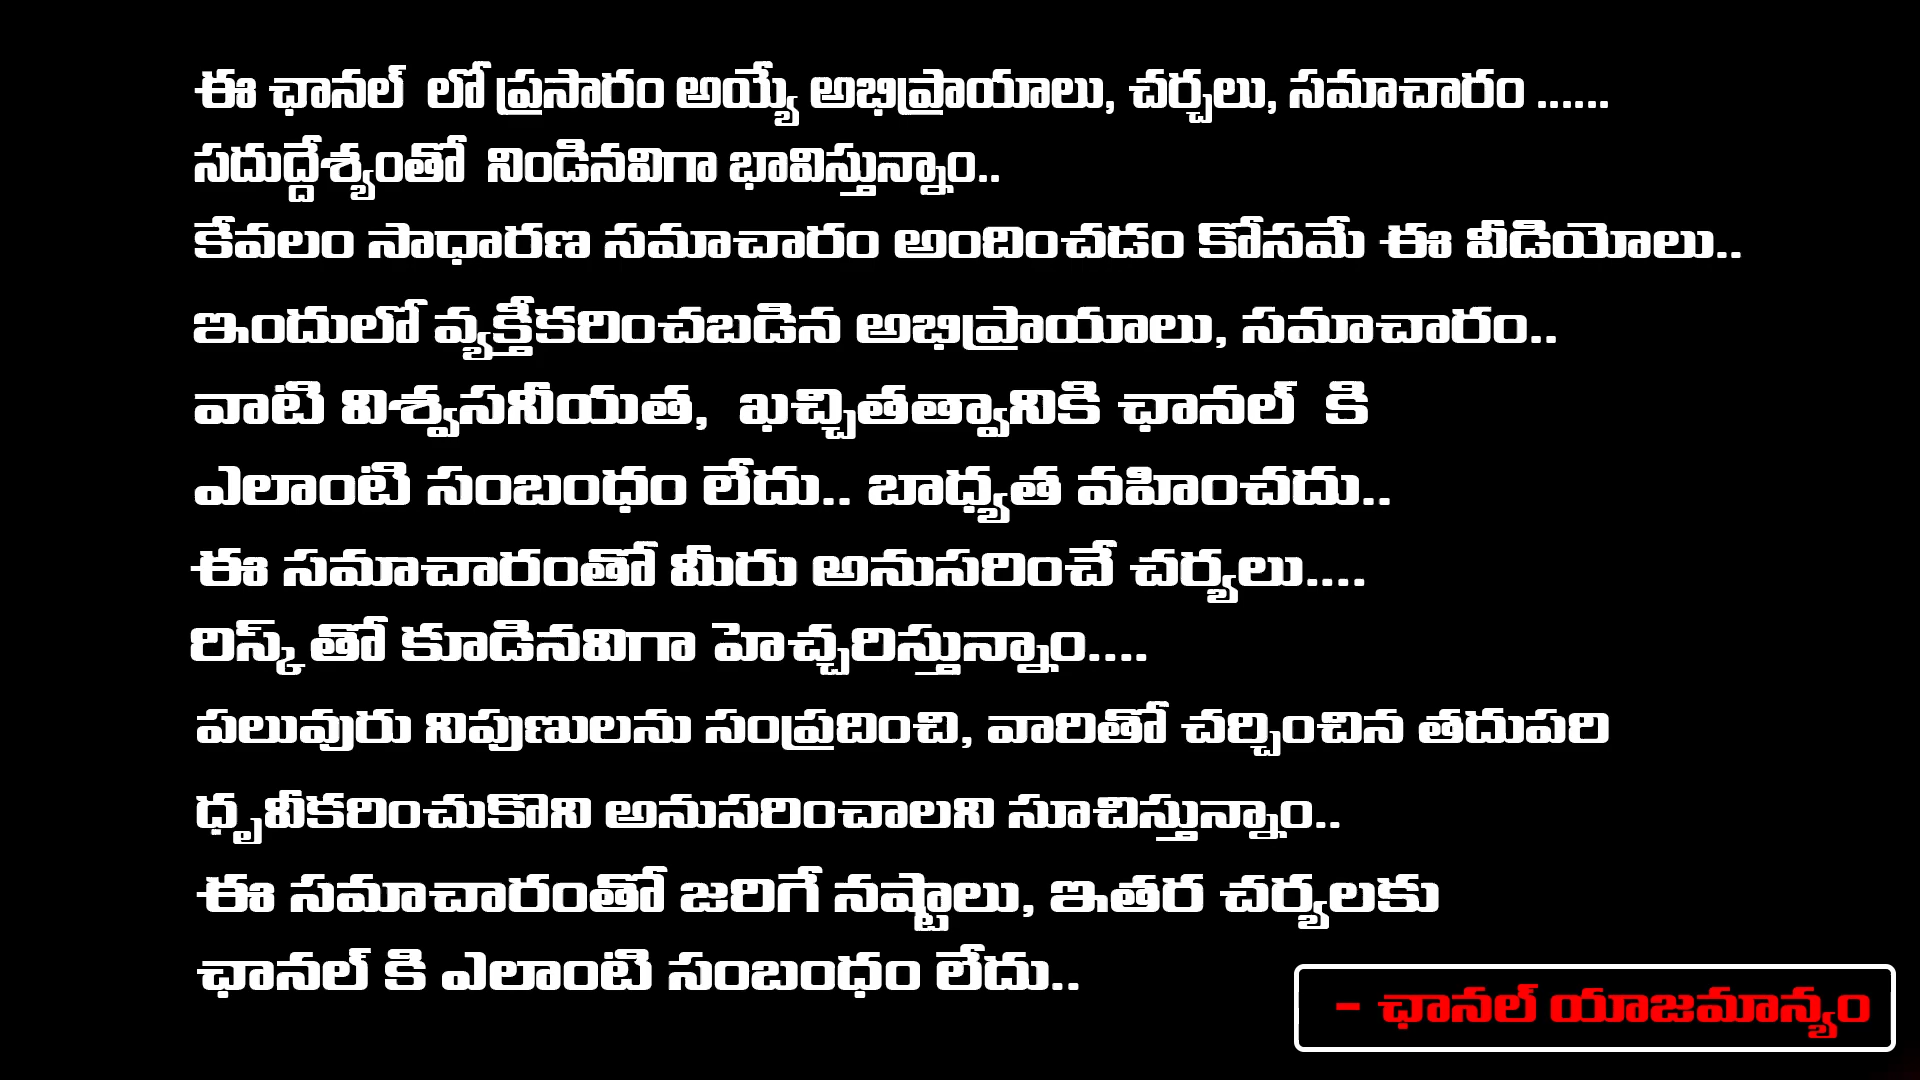 ఈ ఛానల్ లో ప్రసారం అయ్యే అభిప్రాయాలు, చర్చలు, సమాచారం ......
సదుద్దేశ్యంతో నిండినవిగా భావిస్తున్నాం..
కేవలం సాధారణ సమాచారం అందించడం కోసమే ఈ వీడియోలు..
ఇందులో వ్యక్తీకరించబడిన అభిప్రాయాలు, సమాచారం..
వాటి విశ్వసనీయత, ఖచ్చితత్వానికి ఛానల్ కి
ఎలాంటి సంబంధం లేదు.. బాధ్యత వహించదు..
ఈ సమాచారంతో మీరు అనుసరించే చర్యలు....
రిస్క్ తో కూడినవిగా హెచ్చరిస్తున్నాం....
పలువురు నిపుణులను సంప్రదించి, వారితో చర్చించిన తదుపరి
ధృవీకరించుకొని అనుసరించాలని సూచిస్తున్నాం..
ఈ సమాచారంతో జరిగే నష్టాలు, ఇతర చర్యలకు
ఛానల్ కి ఎలాంటి సంబంధం లేదు..
- ఛానల్ యాజమాన్యం